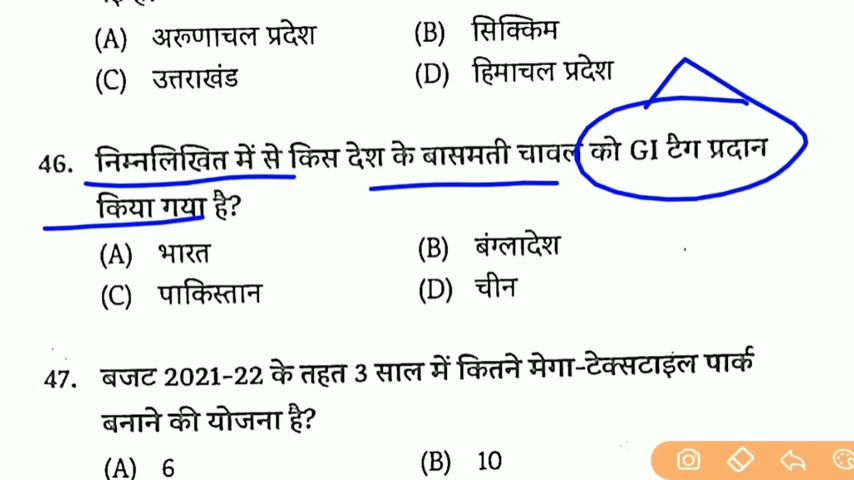 (A) अरुणाचल प्रदेश (B) सिक्किम
(C) उत्तराखंड (D) हिमाचल प्रदेश
46. निम्नलिखित में से किस देश के बासमती चावल को GI टैग प्रदान
किया गया है?
(A) भारत (B) बंग्लादेश
(C) पाकिस्तान (D) चीन
47. बजट 2021-22 के तहत 3 साल में कितने मेगा-टेक्सटाइल पार्क
बनाने की योजना है?
(A) 6 (B) 10